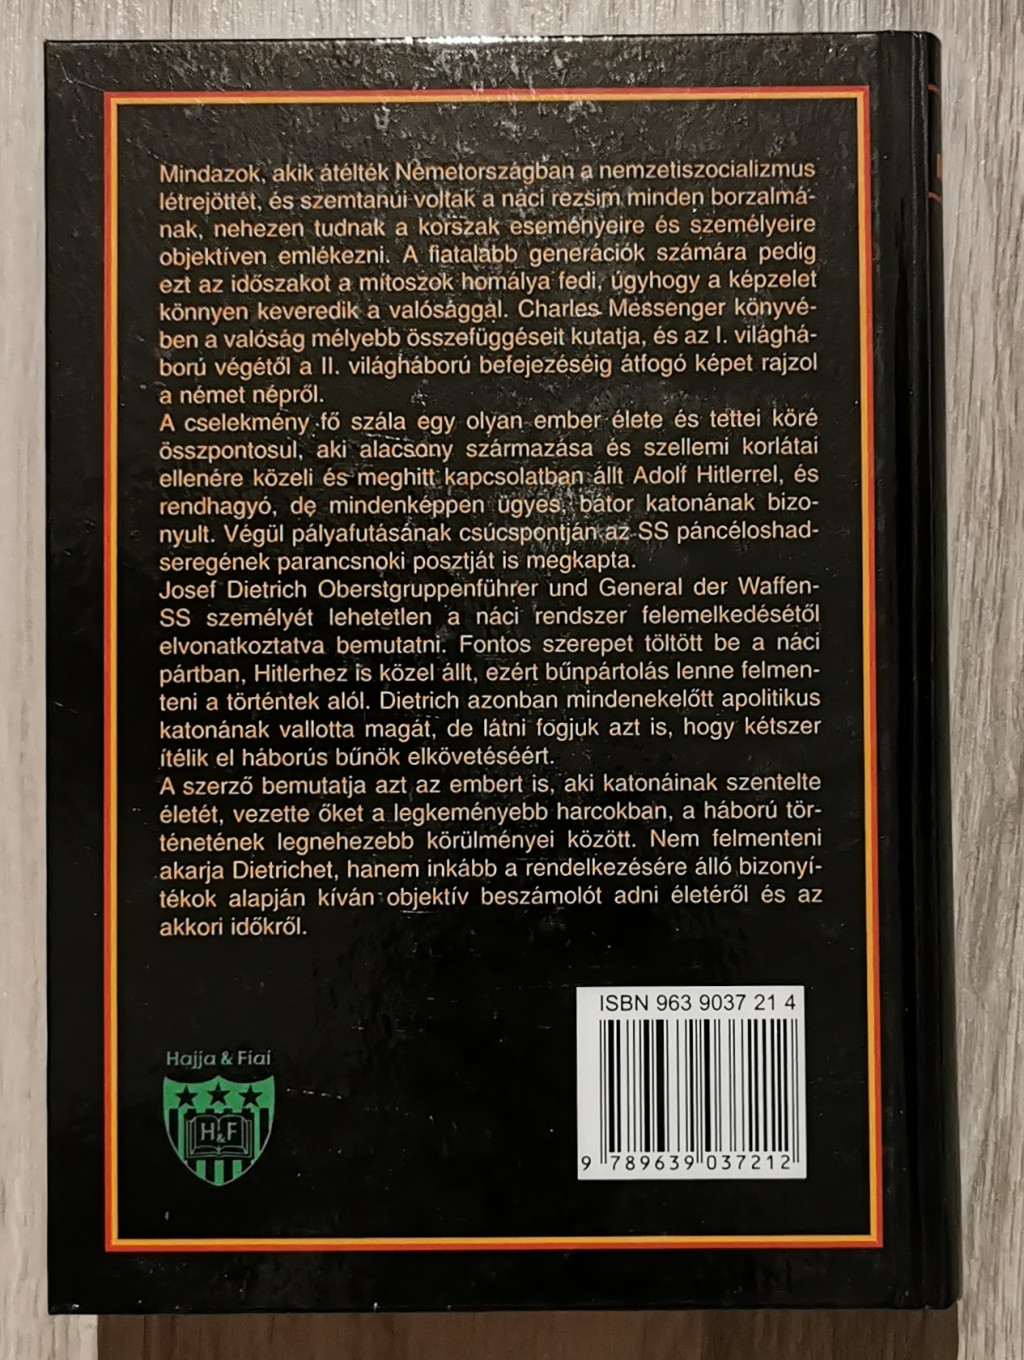 Mindazok, akik átélték Németországban a nemzetiszocializmus
létrejöttét, és szemtanúi voltak a náci rezsim minden borzalmá-
nak, nehezen tudnak a korszak eseményeire és személyeire
objektíven emlékezni. A fiatalabb generációk számára pedig
ezt az időszakot a mítoszok homálya fedi, úgyhogy a képzelet
könnyen keveredik a valósággal. Charles Messenger könyvé-
ben a valóság mélyebb összefüggéseit kutatja, és az I. világhá-
ború végétől a II. világháború befejezéséig átfogó képet rajzol
a német népről.
A cselekmény fő szála egy olyan ember élete és tettei köré
összpontosul, aki alacsony származása és szellemi korlátai
ellenére közeli és meghitt kapcsolatban állt Adolf Hitlerrel, és
rendhagyó, de mindenképpen ügyes, bátor katonának bizo-
nyult. Végül pályafutásának csúcspontján az SS páncéloshad-
seregének parancsnoki posztját is megkapta.
Josef Dietrich Oberstgruppenführer und General der Waffen-
SS személyét lehetetlen a náci rendszer felemelkedésétől
elvonatkoztatva bemutatni. Fontos szerepet töltött be a náci
pártban, Hitlerhez is közel állt, ezért bűnpártolás lenne felmen-
teni a történtek alól. Dietrich azonban mindenekelőtt apolitikus
katonának vallotta magát, de látni fogjuk azt is, hogy kétszer
ítélik el háborús bűnök elkövetéséért.
A szerző bemutatja azt az embert is, aki katonáinak szentelte
életét, vezette őket a legkeményebb harcokban, a háború tör-
ténetének legnehezebb körülményei között. Nem felmenteni
akarja Dietrichet, hanem inkább a rendelkezésére álló bizonyí-
tékok alapján kíván objektív beszámolót adni életéről és az
akkori időkről.
ISBN 963 9037 21 4
9 789639 037212
Hajja & Fiai
H&F